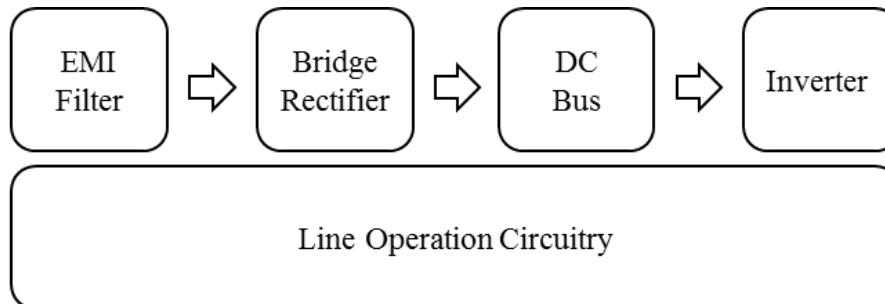 EMI
Filter
Bridge
Rectifier
DC
Bus
Inverter
Line Operation Circuitry